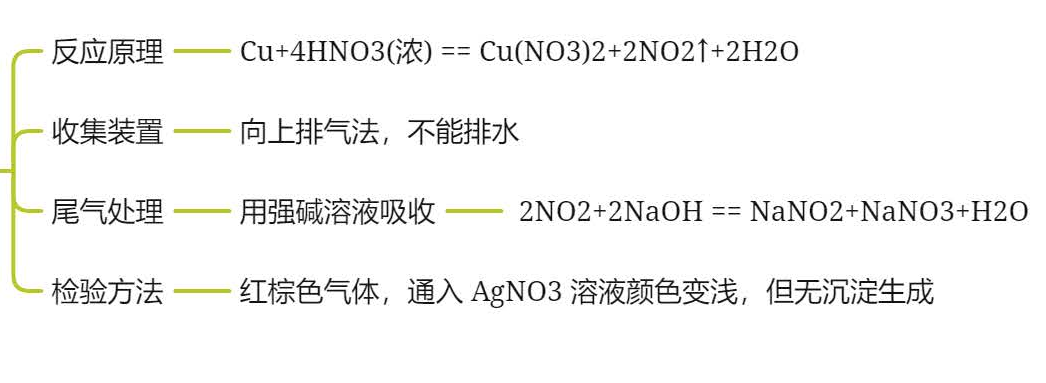 反应原理 Cu+4HNO3(浓) == Cu(NO3)2+2NO2↑+2H2O
收集装置 向上排气法，不能排水
尾气处理 用强碱溶液吸收 2NO2+2NaOH == NaNO2+NaNO3+H2O
检验方法 红棕色气体，通入 AgNO3 溶液颜色变浅，但无沉淀生成